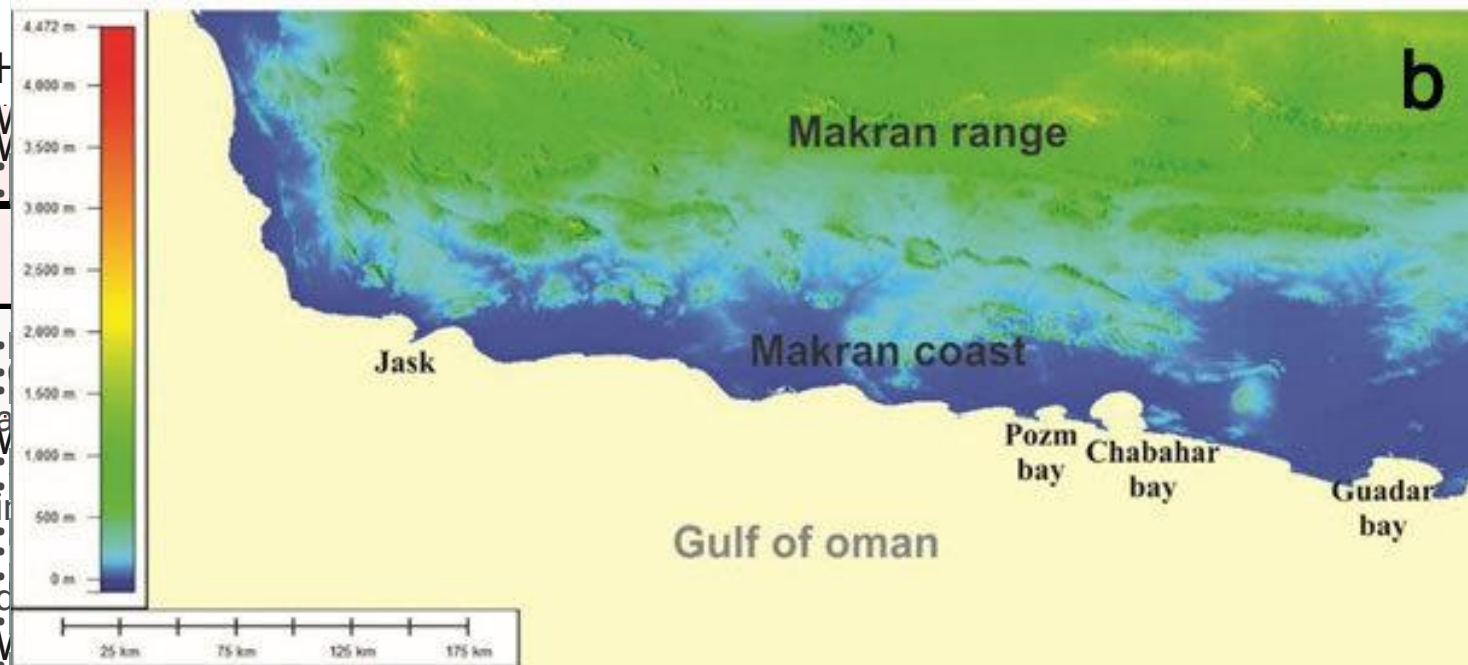 4,472 m
4,000 m
3,500 m
3,000 m
2,500 m
2,000 m
1,500 m
1,000 m
500 m
0 m
b
Makran range
Makran coast
Jask
Pozm
bay
Chabahar
bay
Guadar
bay
Gulf of oman
25 km 75 km 125 km 175 km